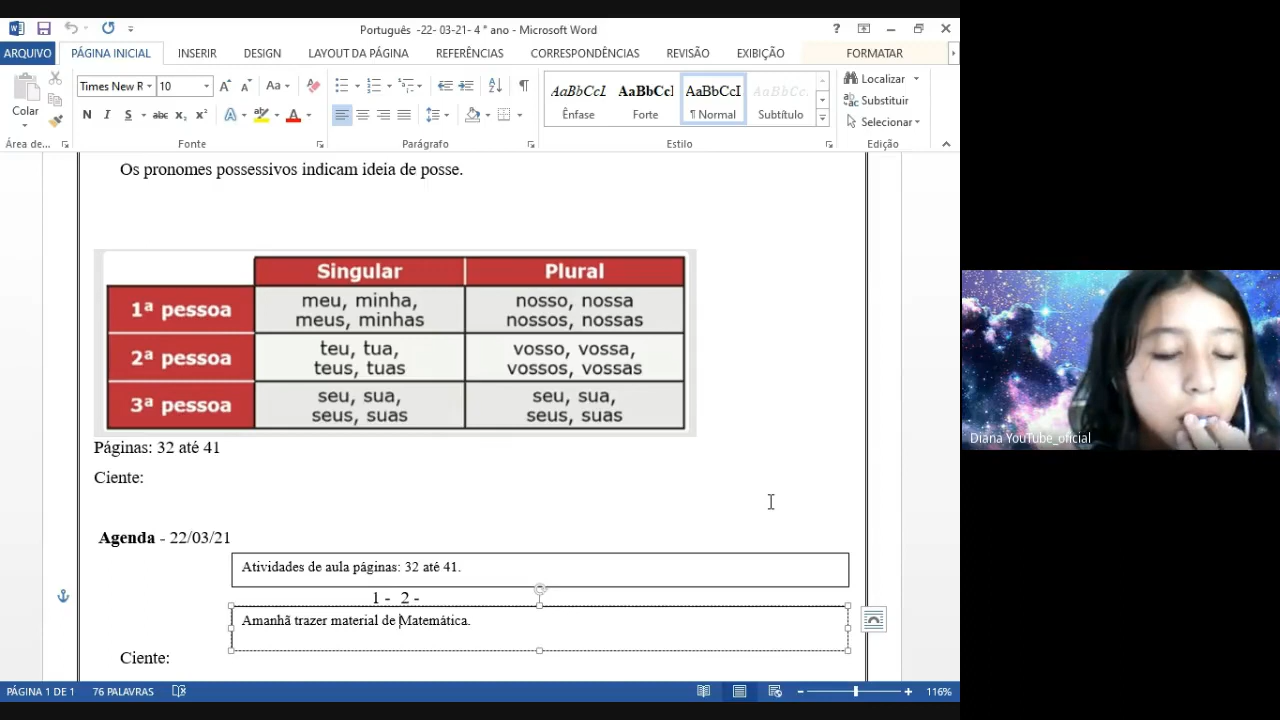 Português -22- 03-21- 4 ° ano - Microsoft Word
ARQUIVO PÁGINA INICIAL INSERIR DESIGN LAYOUT DA PÁGINA REFERÊNCIAS CORRESPONDÊNCIAS REVISÃO EXIBIÇÃO FORMATAR
Times New R 10 Aa AaBbCcI AaBbCcl AaBbCcI AaBbCc. Localizar
Substituir
Colar N I S abc x₂ x² A A Ênfase Forte ¶ Normal Subtítulo Selecionar
Área de... Fonte Parágrafo Estilo Edição
Os pronomes possessivos indicam ideia de posse.
Singular Plural
1ª pessoa meu, minha, meus, minhas nosso, nossa nossos, nossas
2ª pessoa teu, tua, teus, tuas vosso, vossa, vossos, vossas
3ª pessoa seu, sua, seus, suas seu, sua, seus, suas
Páginas: 32 até 41
Ciente:
Agenda - 22/03/21
Atividades de aula páginas: 32 até 41.
1 - 2 -
Amanhã trazer material de Matemática.
Ciente:
PÁGINA 1 DE 1 76 PALAVRAS 116%
Diana YouTube_oficial